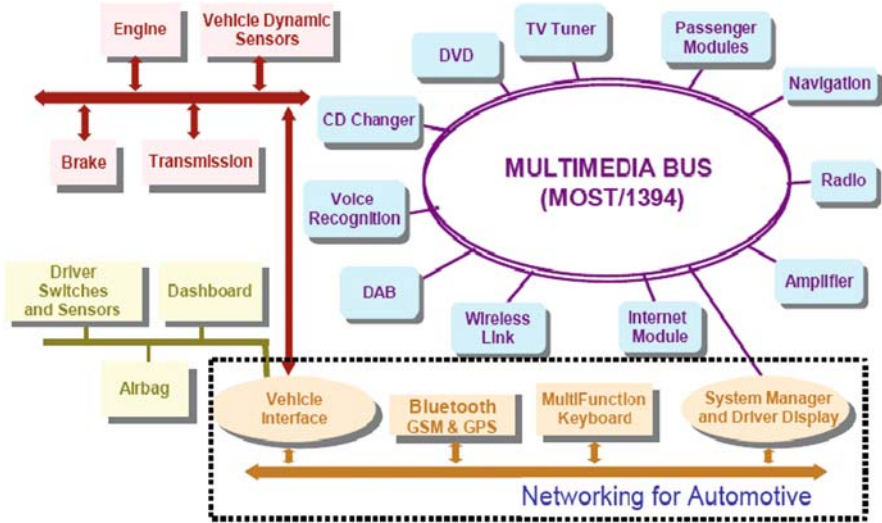 Engine
Vehicle Dynamic
Sensors
Brake
Transmission
TV Tuner
Passenger
Modules
DVD
Navigation
CD Changer
MULTIMEDIA BUS
(MOST/1394)
Radio
Voice
Recognition
DAB
Amplifier
Wireless
Link
Internet
Module
Driver
Switches
and Sensors
Dashboard
Airbag
Vehicle
Interface
Bluetooth
GSM & GPS
MultiFunction
Keyboard
System Manager
and Driver Display
Networking for Automotive